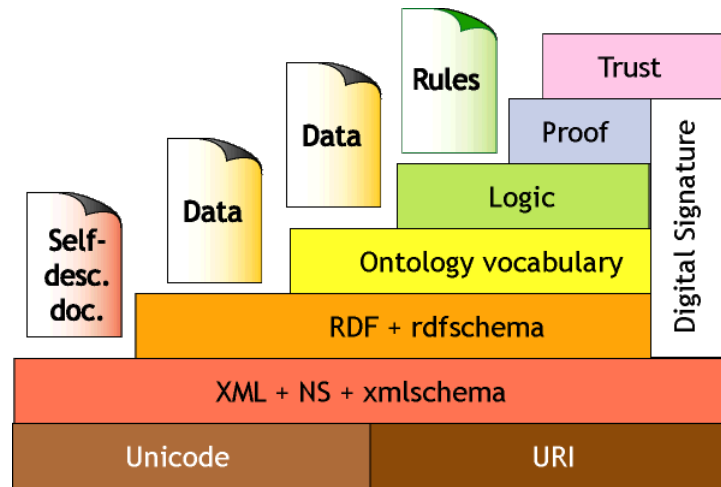 Trust
Rules
Proof
Data
Logic
Data
Digital Signature
Self-
desc.
doc.
Ontology vocabulary
RDF + rdfschema
XML + NS + xmlschema
Unicode
URI